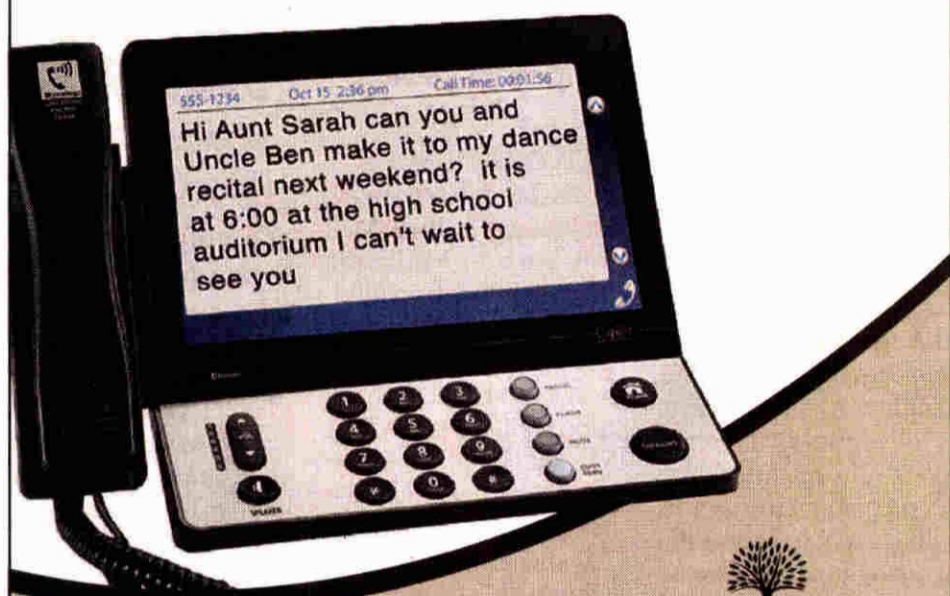 555-1234 Oct 15 2:36 pm Call Time: 00:01:56
Hi Aunt Sarah can you and
Uncle Ben make it to my dance
recital next weekend? it is
at 6:00 at the high school
auditorium I can't wait to
see you
1 2 3
4 5 6
7 8 9
* 0 #
FLASH
MUTE
SPEAKER